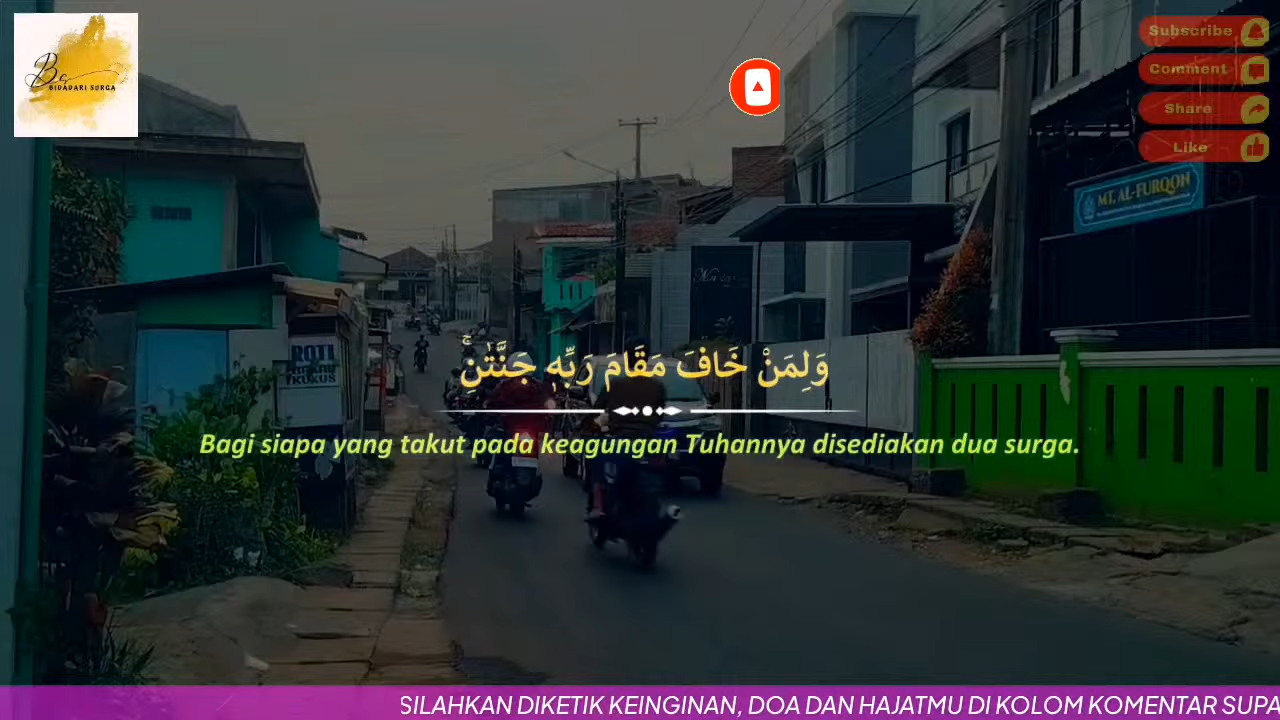 BIDADARI SURGA
Subscribe
Comment
Share
Like
MT. AL-FURQON
ROTI
KUKUS
وَلِمَنْ خَافَ مَقَامَ رَبِّهٖ جَنَّتٰنِۚ
Bagi siapa yang takut pada keagungan Tuhannya disediakan dua surga.
SILAHKAN DIKETIK KEINGINAN, DOA DAN HAJATMU DI KOLOM KOMENTAR SUPA